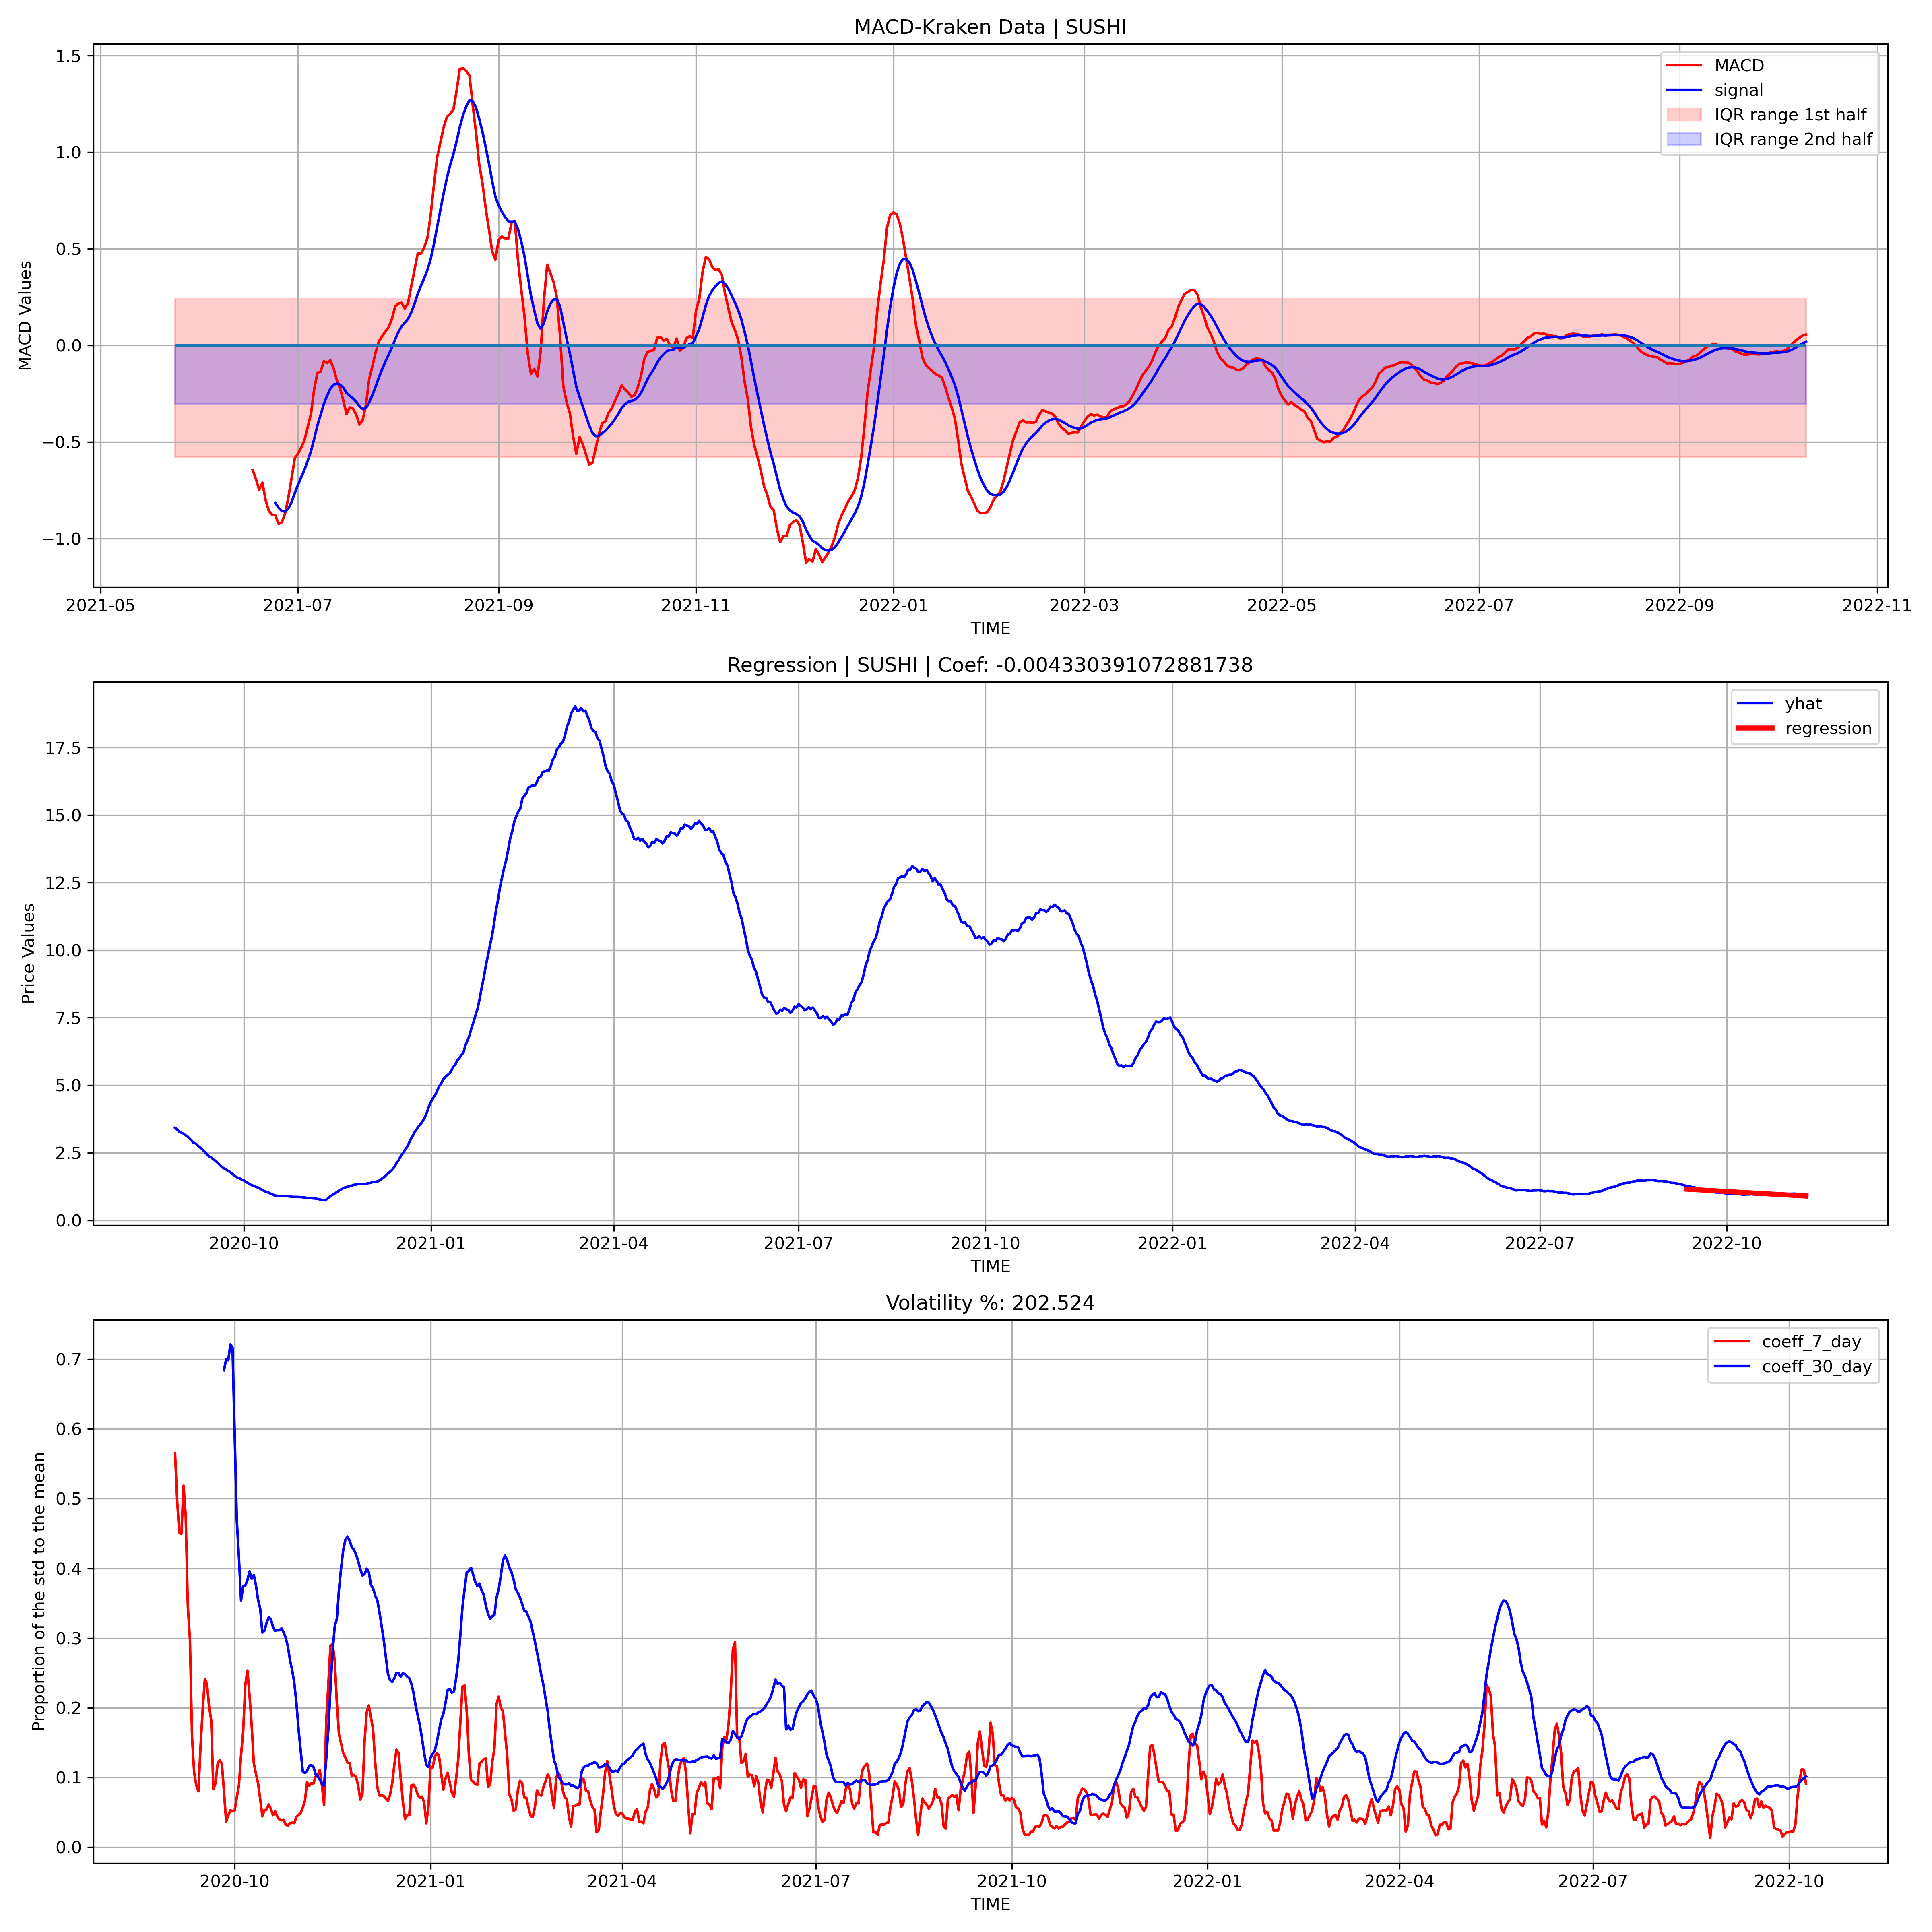 MACD-Kraken Data | SUSHI
MACD Values
1.5
1.0
0.5
0.0
−0.5
−1.0
MACD
signal
IQR range 1st half
IQR range 2nd half
2021-05 2021-07 2021-09 2021-11 2022-01 2022-03 2022-05 2022-07 2022-09 2022-11
TIME
Regression | SUSHI | Coef: -0.004330391072881738
Price Values
17.5
15.0
12.5
10.0
7.5
5.0
2.5
0.0
yhat
regression
2020-10 2021-01 2021-04 2021-07 2021-10 2022-01 2022-04 2022-07 2022-10
TIME
Volatility %: 202.524
Proportion of the std to the mean
0.7
0.6
0.5
0.4
0.3
0.2
0.1
0.0
coeff_7_day
coeff_30_day
2020-10 2021-01 2021-04 2021-07 2021-10 2022-01 2022-04 2022-07 2022-10
TIME